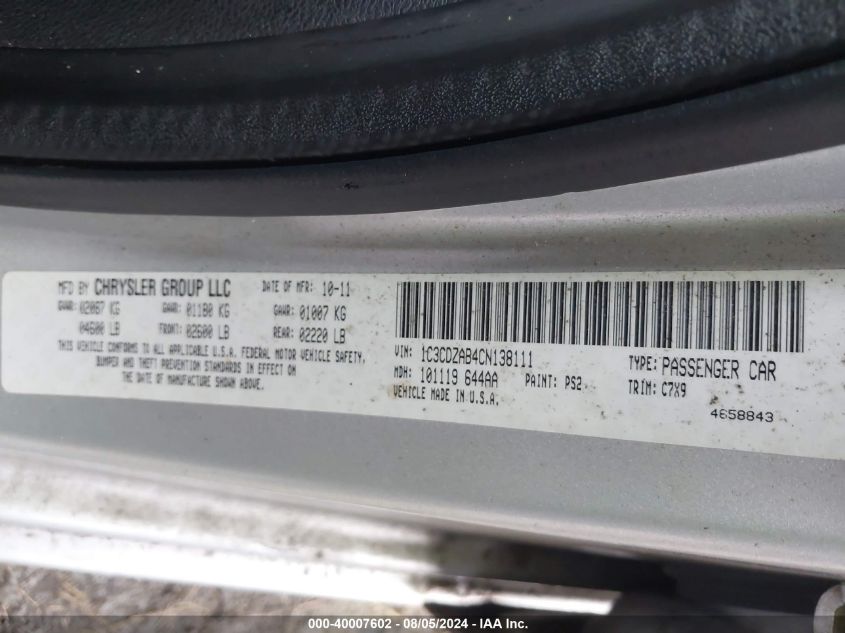 MFD BY CHRYSLER GROUP LLC DATE OF MFR: 10-11
GVWR: 02087 KG GAWR: 01180 KG GAWR: 01007 KG
04600 LB FRONT: 02600 LB REAR: 02220 LB
THIS VEHICLE CONFORMS TO ALL APPLICABLE U.S.A. FEDERAL MOTOR VEHICLE SAFETY,
BUMPER AND THEFT PREVENTION STANDARDS IN EFFECT ON
THE DATE OF MANUFACTURE SHOWN ABOVE.
VIN: 1C3CDZAB4CN138111 TYPE: PASSENGER CAR
MDH: 101119 644AA PAINT: PS2 TRIM: C7X9
VEHICLE MADE IN U.S.A. 4658843
000-40007602 - 08/05/2024 - IAA Inc.